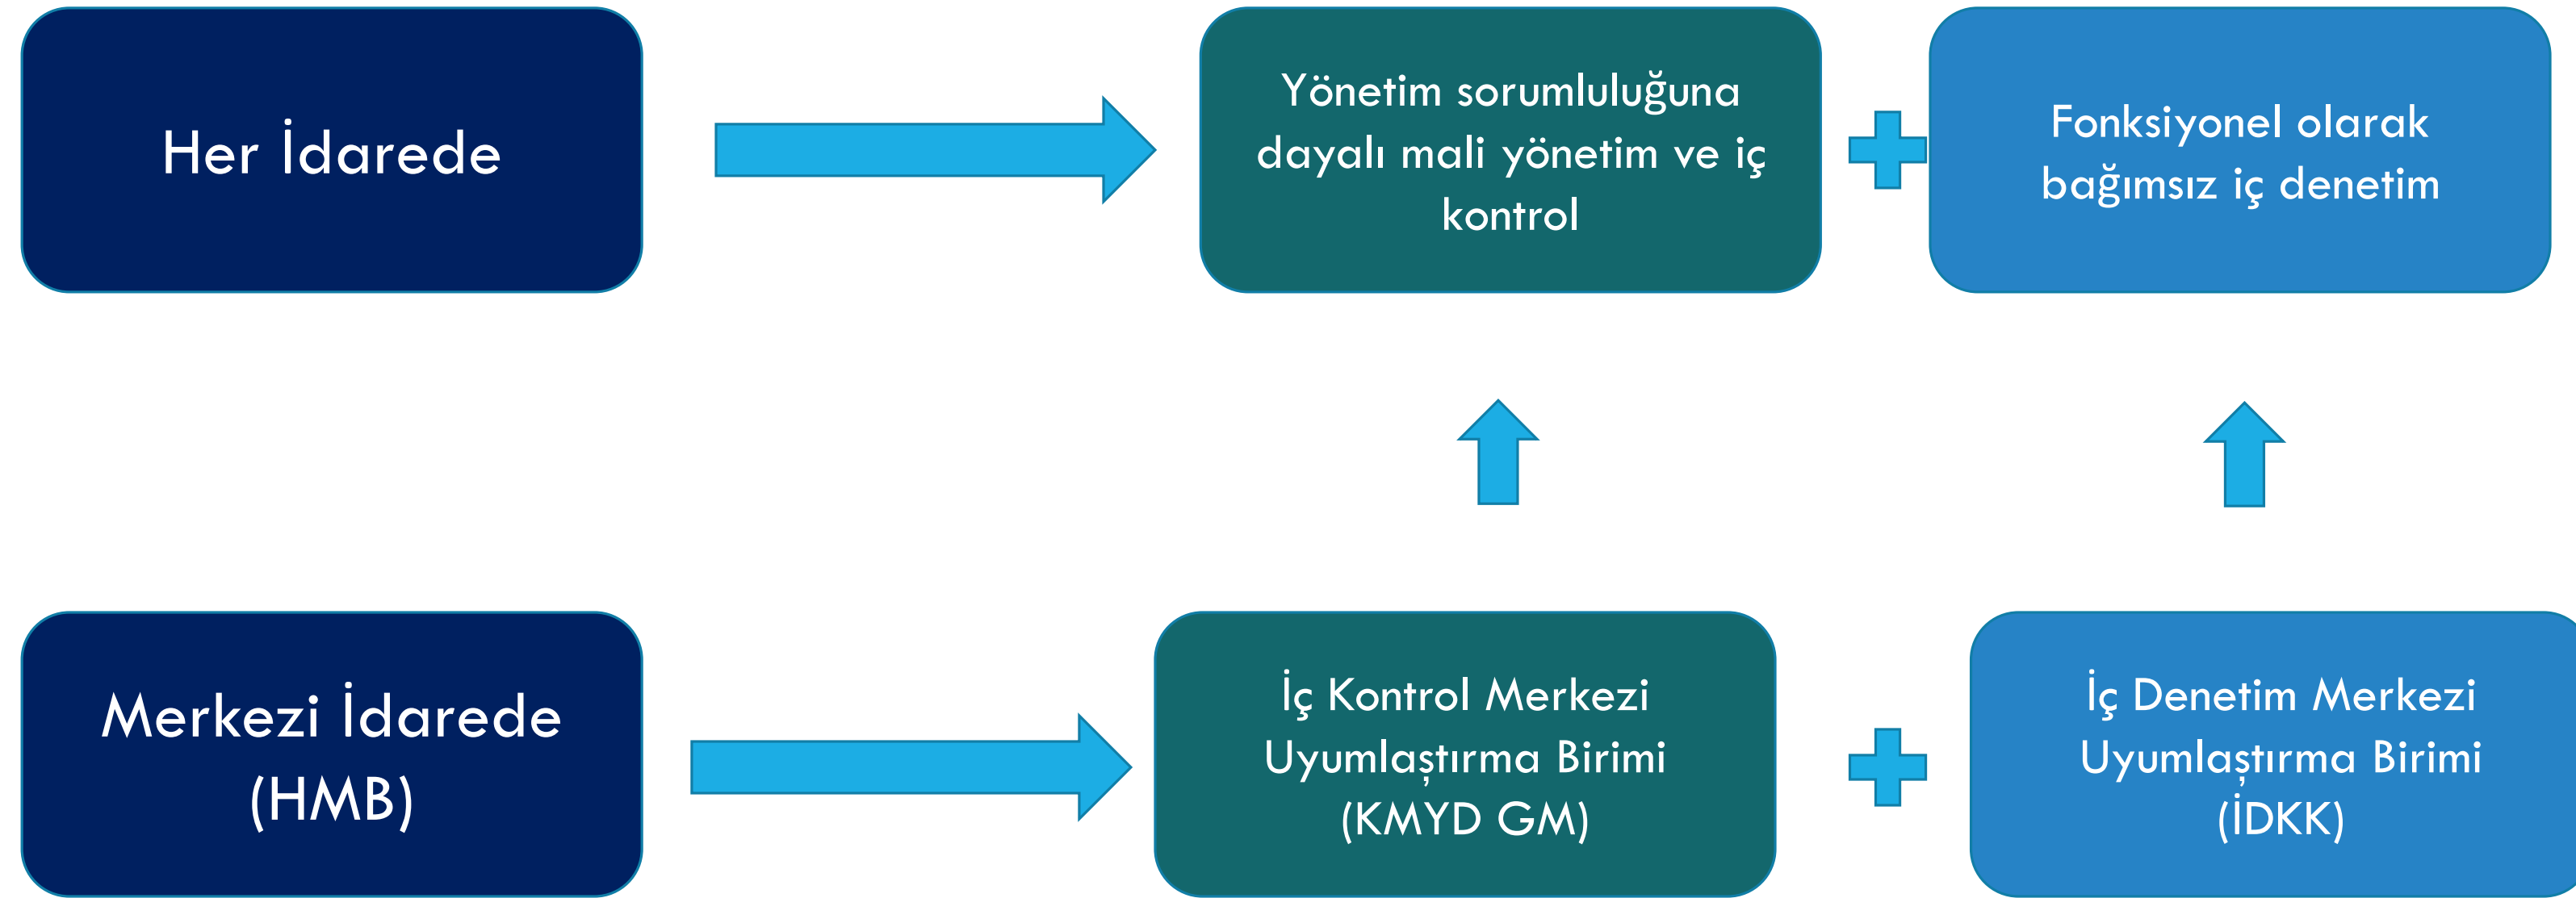 Her İdarede
Yönetim sorumluluğuna
dayalı mali yönetim ve iç
kontrol
Fonksiyonel olarak
bağımsız iç denetim
Merkezi İdarede
(HMB)
İç Kontrol Merkezi
Uyumlaştırma Birimi
(KMYD GM)
İç Denetim Merkezi
Uyumlaştırma Birimi
(İDKK)